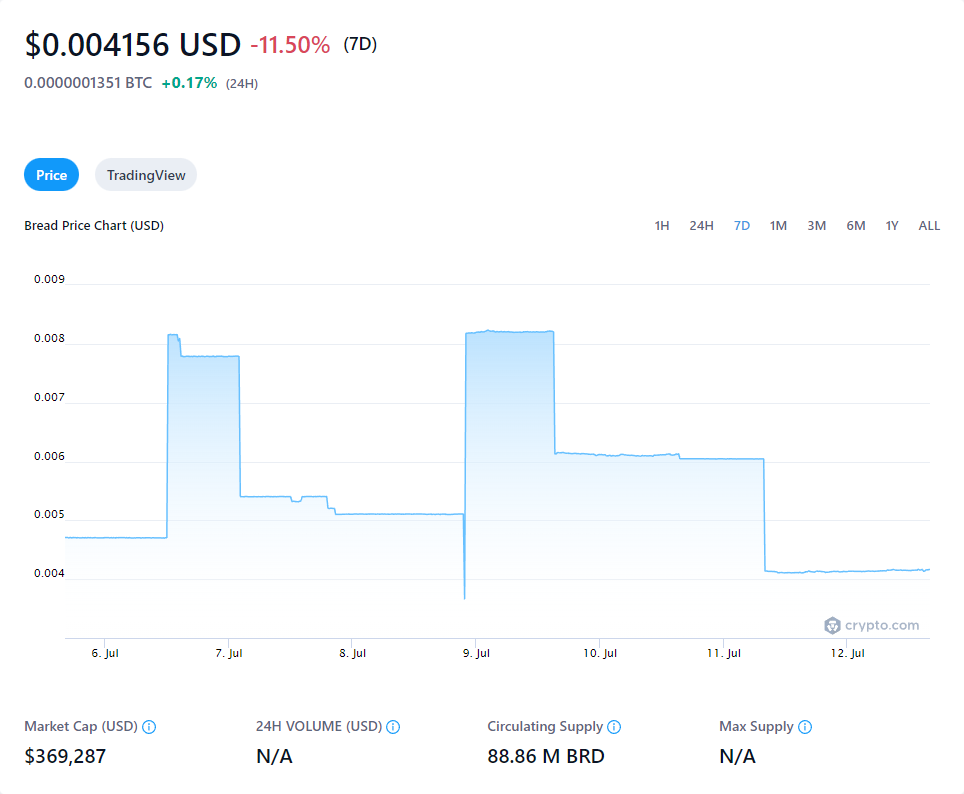 $0.004156 USD -11.50% (7D)
0.0000001351 BTC +0.17% (24H)
Price TradingView
Bread Price Chart (USD) 1H 24H 7D 1M 3M 6M 1Y ALL
0.009
0.008
0.007
0.006
0.005
0.004
crypto.com
6. Jul 7. Jul 8. Jul 9. Jul 10. Jul 11. Jul 12. Jul
Market Cap (USD) 24H VOLUME (USD) Circulating Supply Max Supply
$369,287 N/A 88.86 M BRD N/A